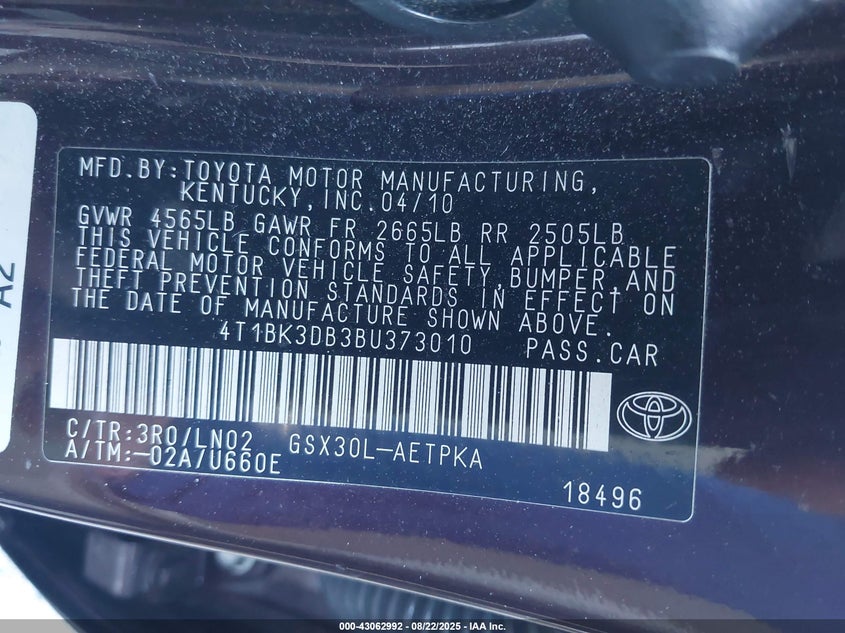 A2
MFD.BY:TOYOTA MOTOR MANUFACTURING,
KENTUCKY,INC.04/10
GVWR 4565LB GAWR FR 2665LB RR 2505LB
THIS VEHICLE CONFORMS TO ALL APPLICABLE
FEDERAL MOTOR VEHICLE SAFETY,BUMPER,AND
THEFT PREVENTION STANDARDS IN EFFECT ON
THE DATE OF MANUFACTURE SHOWN ABOVE.
4T1BK3DB3BU373010 PASS.CAR
C/TR:3R0/LN02 GSX30L-AETPKA
A/TM:-02A/U660E
18496
000-43062992 - 08/22/2025 - IAA Inc.